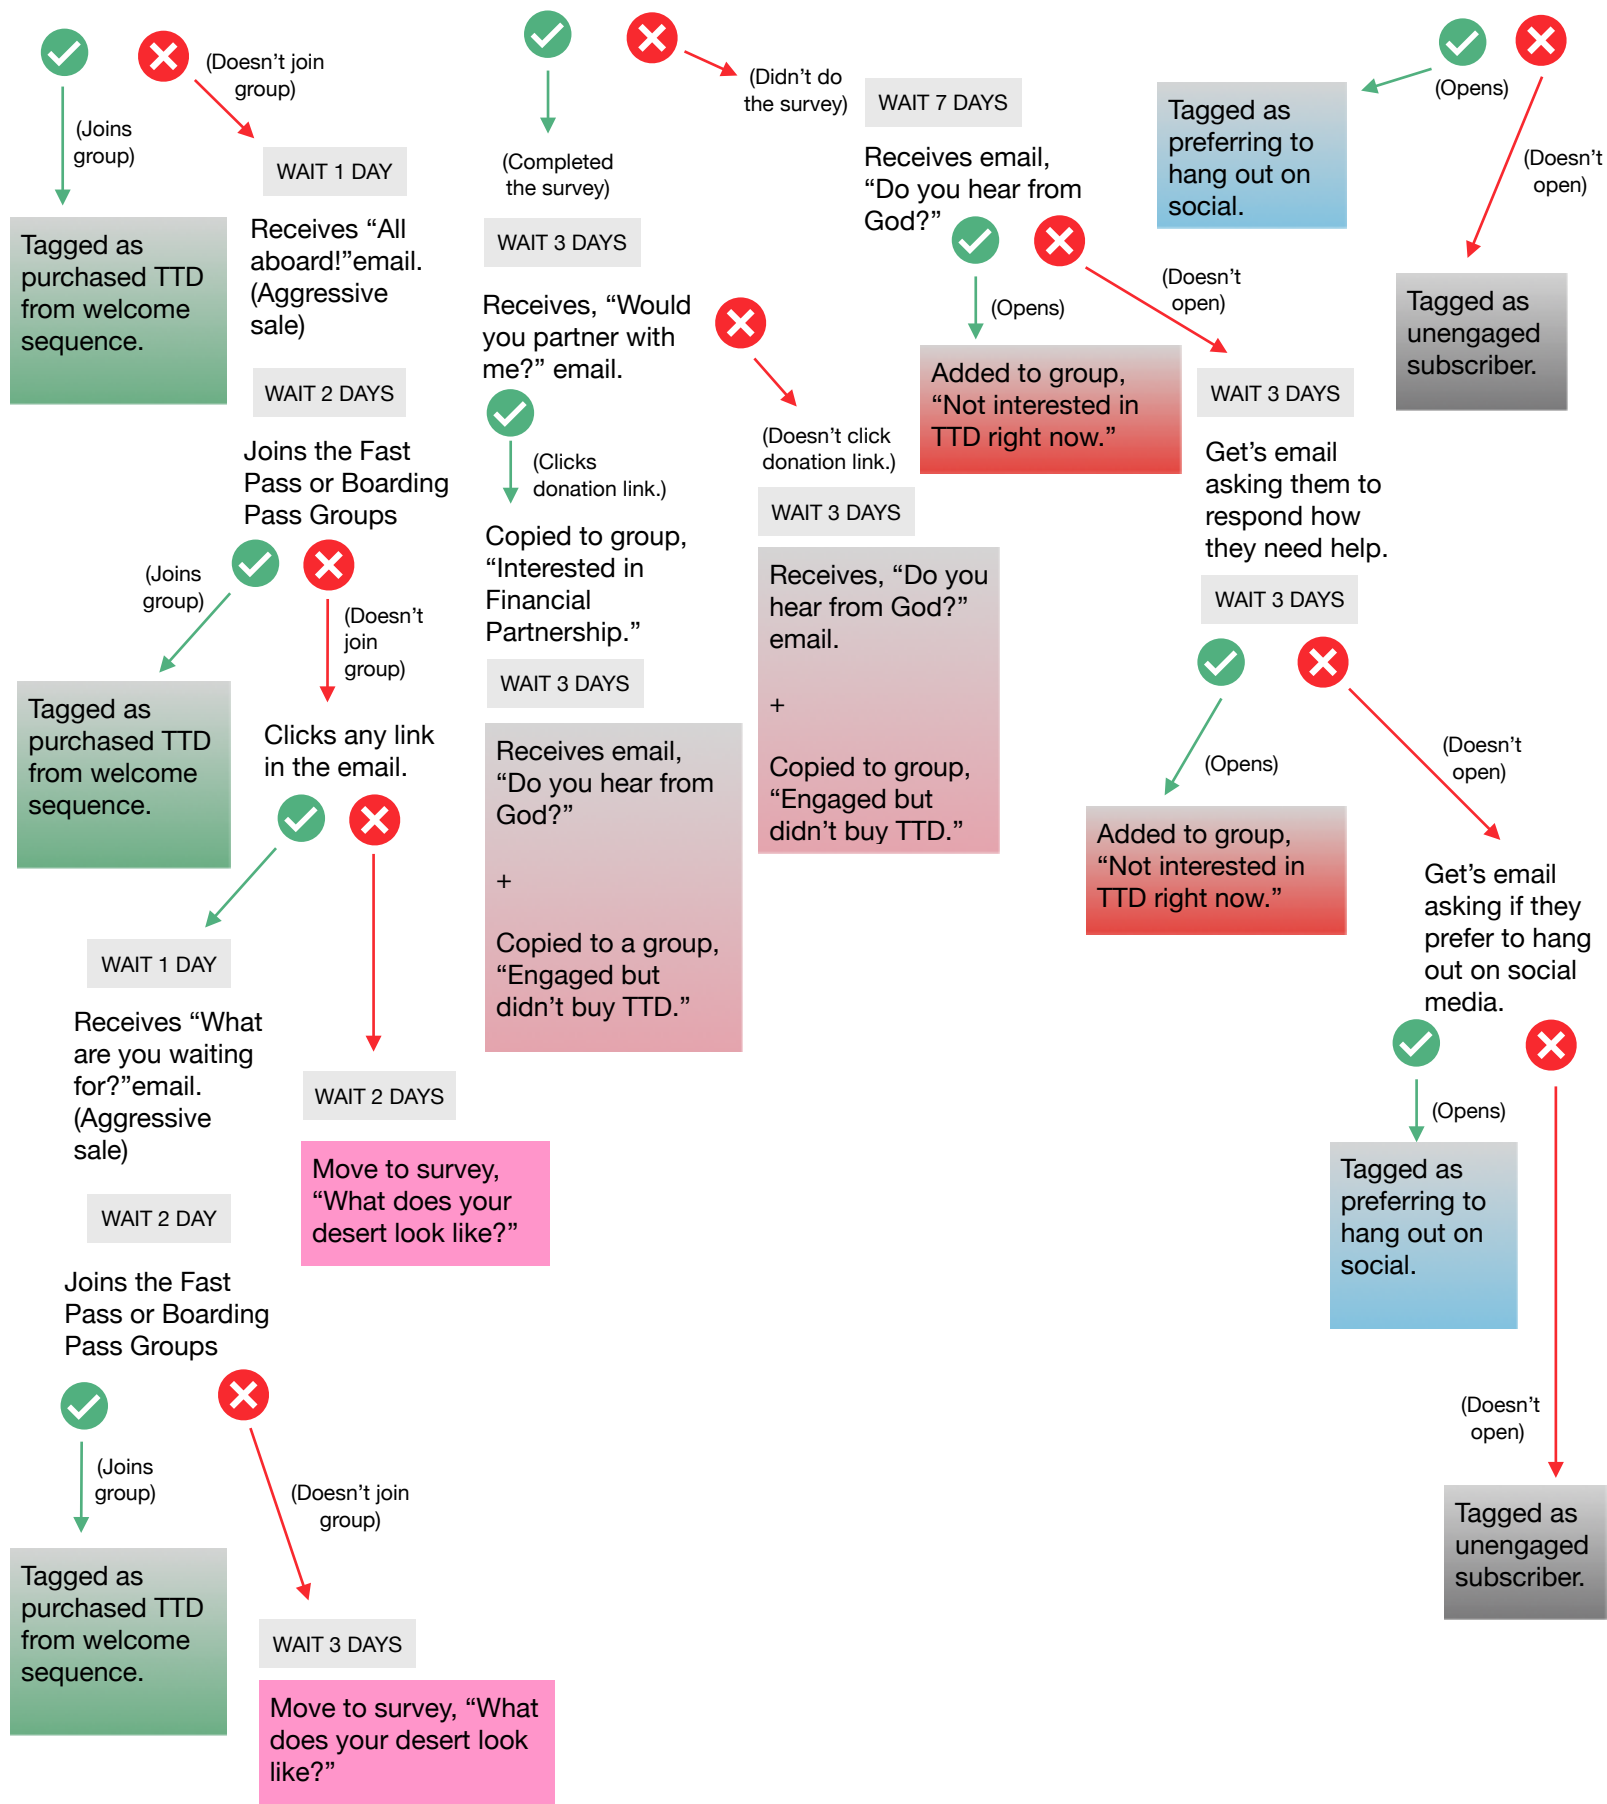 (Doesn’t join
group)
(Joins
group)
WAIT 1 DAY
Tagged as
purchased TTD
from welcome
sequence.
Receives “All
aboard!”email.
(Aggressive
sale)
WAIT 2 DAYS
Joins the Fast
Pass or Boarding
Pass Groups
(Joins
group)
(Doesn’t
join
group)
Tagged as
purchased TTD
from welcome
sequence.
Clicks any link
in the email.
WAIT 1 DAY
Receives “What
are you waiting
for?”email.
(Aggressive
sale)
WAIT 2 DAYS
Move to survey,
“What does your
desert look like?”
WAIT 2 DAY
Joins the Fast
Pass or Boarding
Pass Groups
(Joins
group)
(Doesn’t join
group)
Tagged as
purchased TTD
from welcome
sequence.
WAIT 3 DAYS
Move to survey, “What
does your desert look
like?”
(Completed
the survey)
WAIT 3 DAYS
Receives, “Would
you partner with
me?” email.
(Clicks
donation link.)
Copied to group,
“Interested in
Financial
Partnership.”
WAIT 3 DAYS
Receives email,
“Do you hear from
God?”
+
Copied to a group,
“Engaged but
didn’t buy TTD.”
(Doesn’t click
donation link.)
WAIT 3 DAYS
Receives, “Do you
hear from God?”
email.
+
Copied to group,
“Engaged but
didn’t buy TTD.”
(Didn’t do
the survey)
WAIT 7 DAYS
Receives email,
“Do you hear from
God?”
(Opens)
(Doesn’t
open)
Added to group,
“Not interested in
TTD right now.”
WAIT 3 DAYS
Get’s email
asking them to
respond how
they need help.
WAIT 3 DAYS
(Opens)
(Doesn’t
open)
Added to group,
“Not interested in
TTD right now.”
Get’s email
asking if they
prefer to hang
out on social
media.
(Opens)
Tagged as
preferring to
hang out on
social.
(Doesn’t
open)
Tagged as
unengaged
subscriber.
(Opens)
Tagged as
preferring to
hang out on
social.
(Doesn’t
open)
Tagged as
unengaged
subscriber.